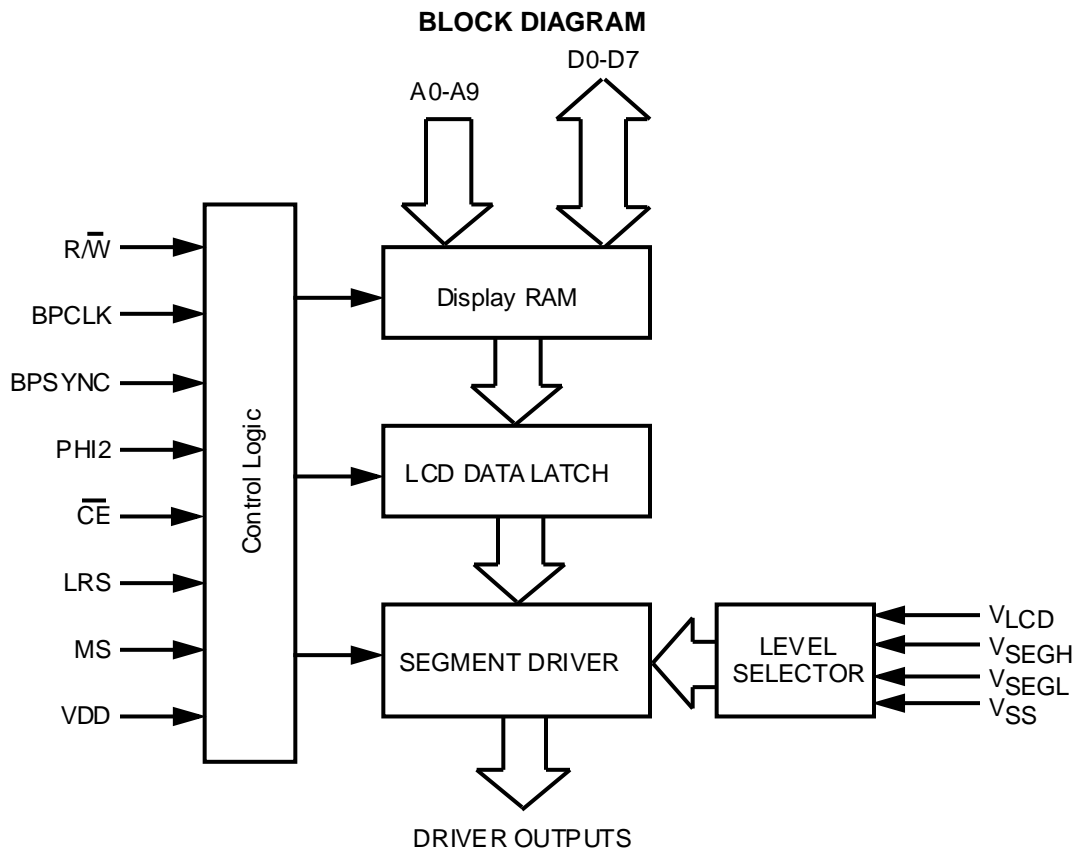 BLOCK DIAGRAM
D0-D7
A0-A9
R/W̅
BPCLK
BPSYNC
PHI2
C̅E̅
LRS
MS
VDD
Control Logic
Display RAM
LCD DATA LATCH
SEGMENT DRIVER
LEVEL
SELECTOR
VLCD
VSEGH
VSEGL
VSS
DRIVER OUTPUTS